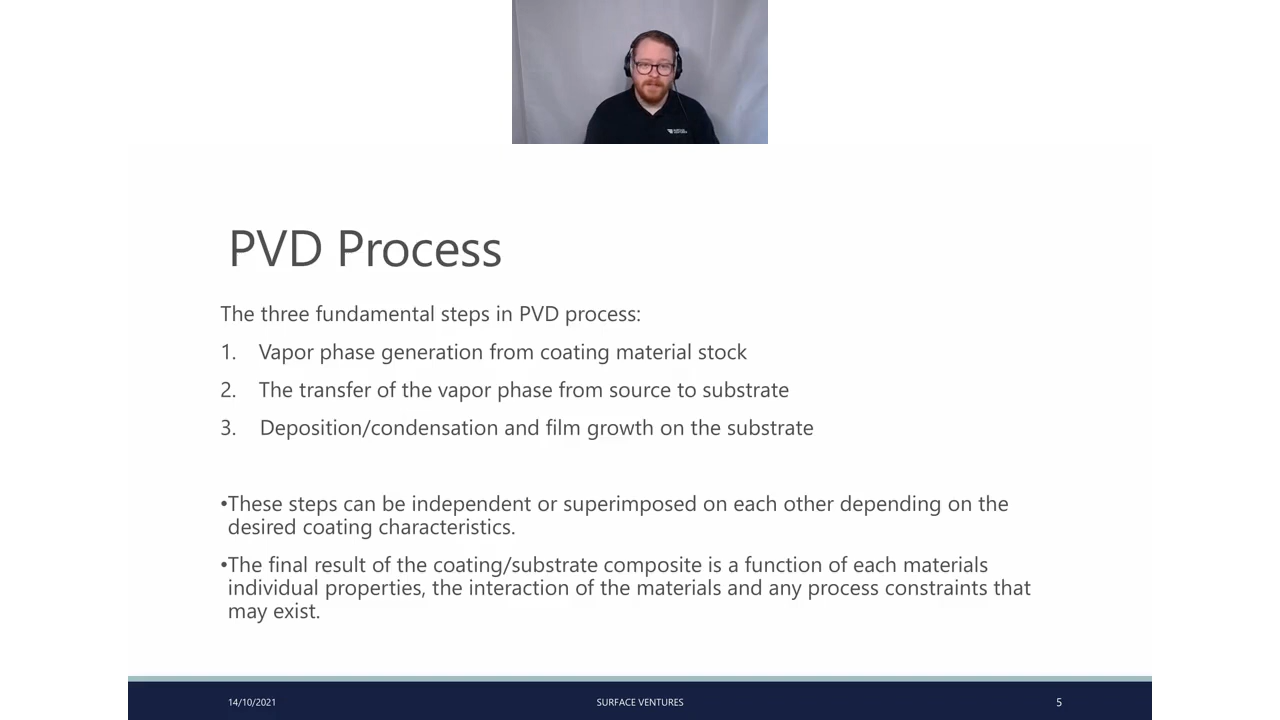 PVD Process
The three fundamental steps in PVD process:
1. Vapor phase generation from coating material stock
2. The transfer of the vapor phase from source to substrate
3. Deposition/condensation and film growth on the substrate
•These steps can be independent or superimposed on each other depending on the
desired coating characteristics.
•The final result of the coating/substrate composite is a function of each materials
individual properties, the interaction of the materials and any process constraints that
may exist.
14/10/2021 SURFACE VENTURES 5